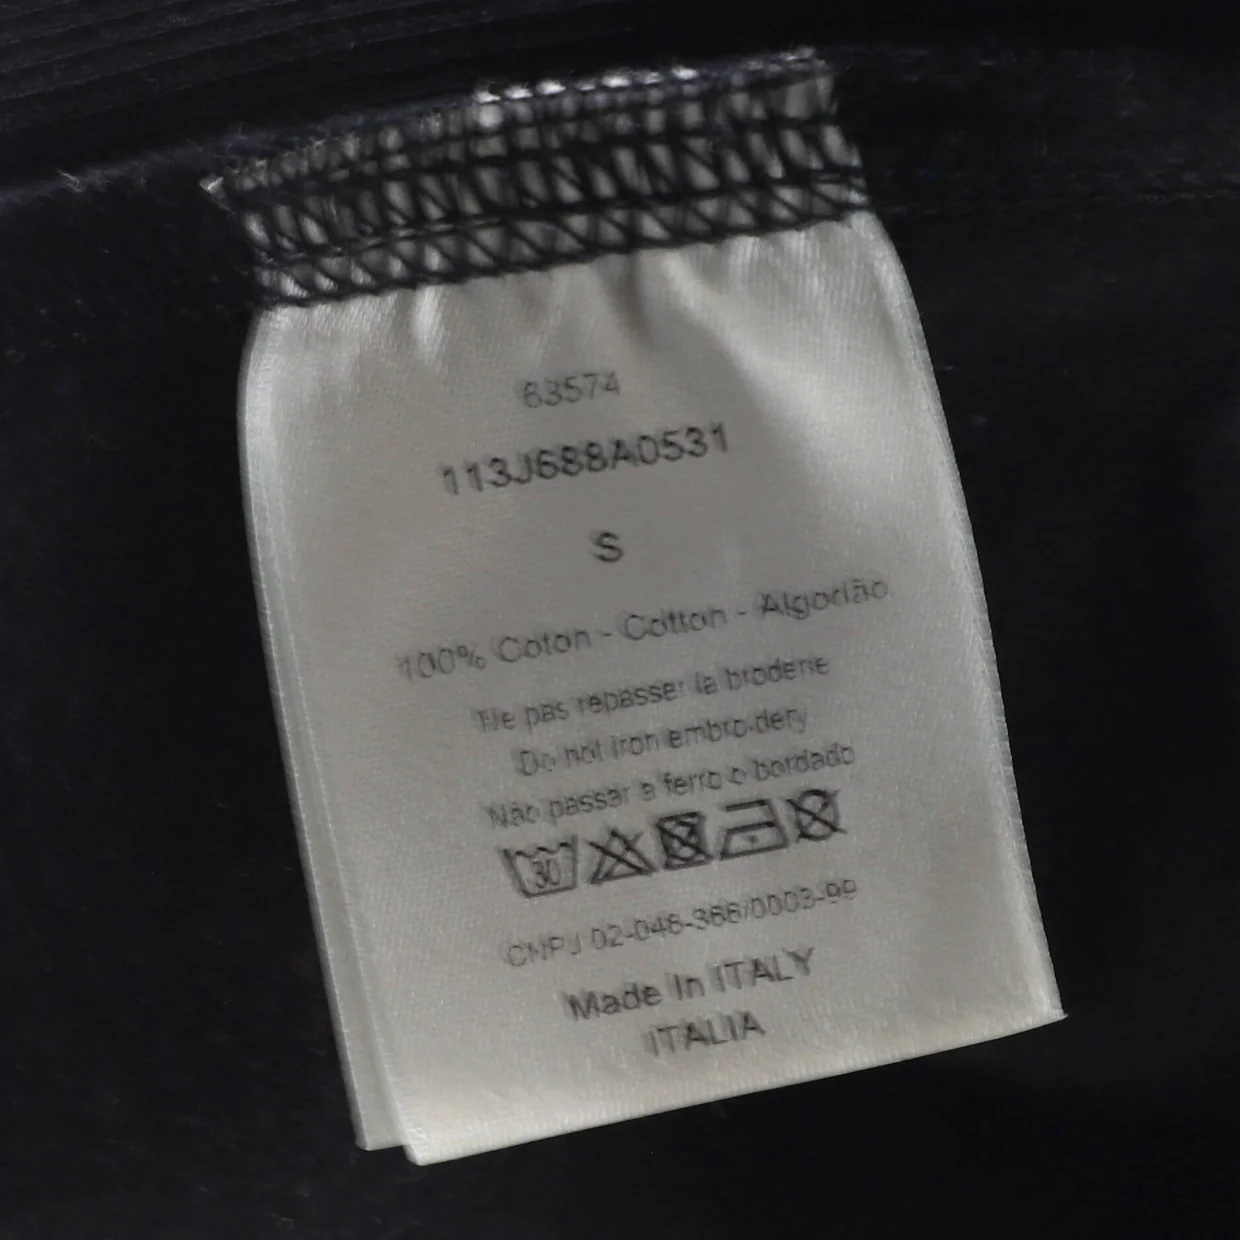 63574
113J688A0531
S
100% Coton - Cotton - Algodão
Ne pas repasser la broderie
Do not iron embroidery
Não passar a ferro o bordado
30
CNPJ 02-046-366/0003-99
Made In ITALY
ITALIA